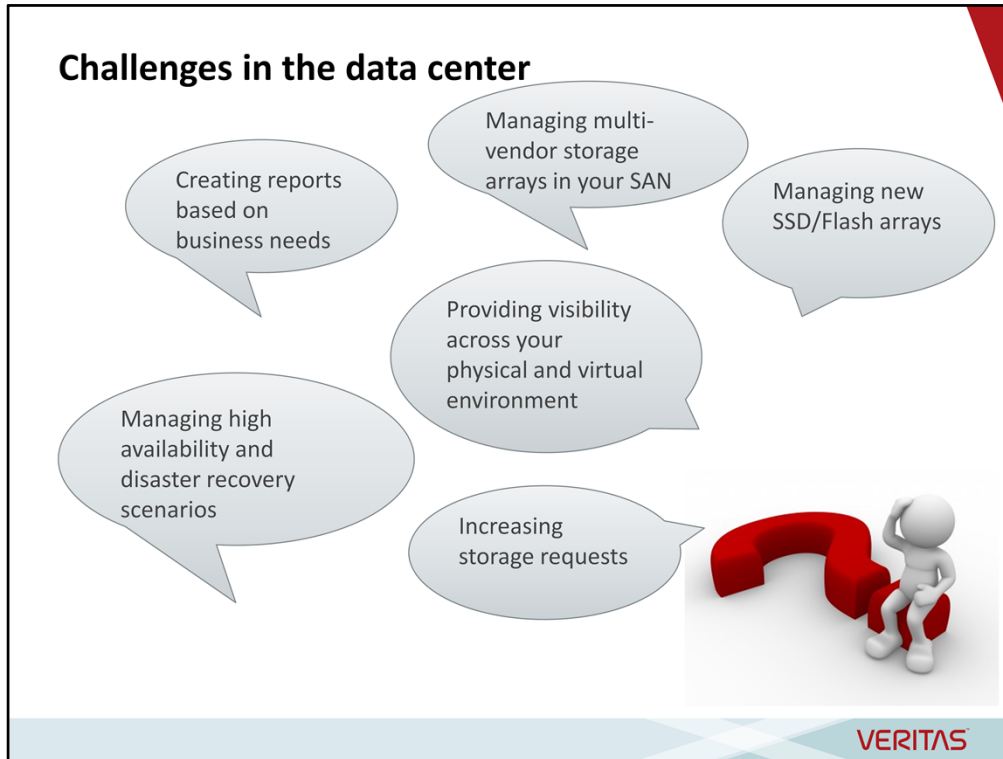 Challenges in the data center
Managing multi-
vendor storage
arrays in your SAN
Creating reports
based on
business needs
Managing new
SSD/Flash arrays
Providing visibility
across your
physical and virtual
environment
Managing high
availability and
disaster recovery
scenarios
Increasing
storage requests
VERITAS™